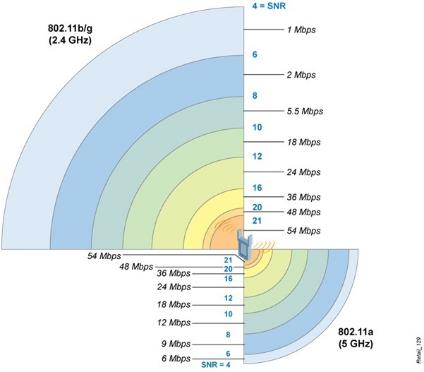 802.11b/g
(2.4 GHz)
4 = SNR
1 Mbps
6
2 Mbps
8
5.5 Mbps
10
18 Mbps
12
24 Mbps
16
36 Mbps
20
48 Mbps
21
54 Mbps
54 Mbps
21
48 Mbps
20
36 Mbps
16
24 Mbps
12
18 Mbps
10
12 Mbps
8
9 Mbps
6
6 Mbps
SNR = 4
802.11a
(5 GHz)
Retail_129